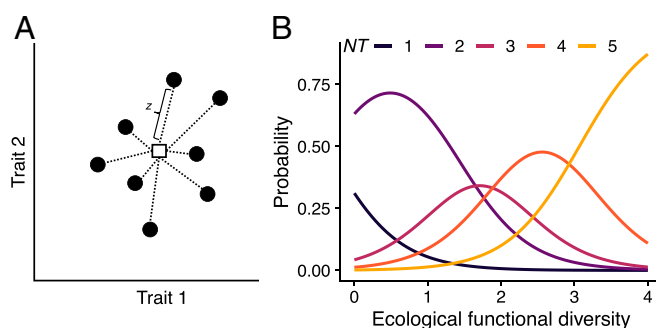 A
z
Trait 2
Trait 1
B
NT 1 2 3 4 5
Probability
0.75
0.50
0.25
0.00
0 1 2 3 4
Ecological functional diversity